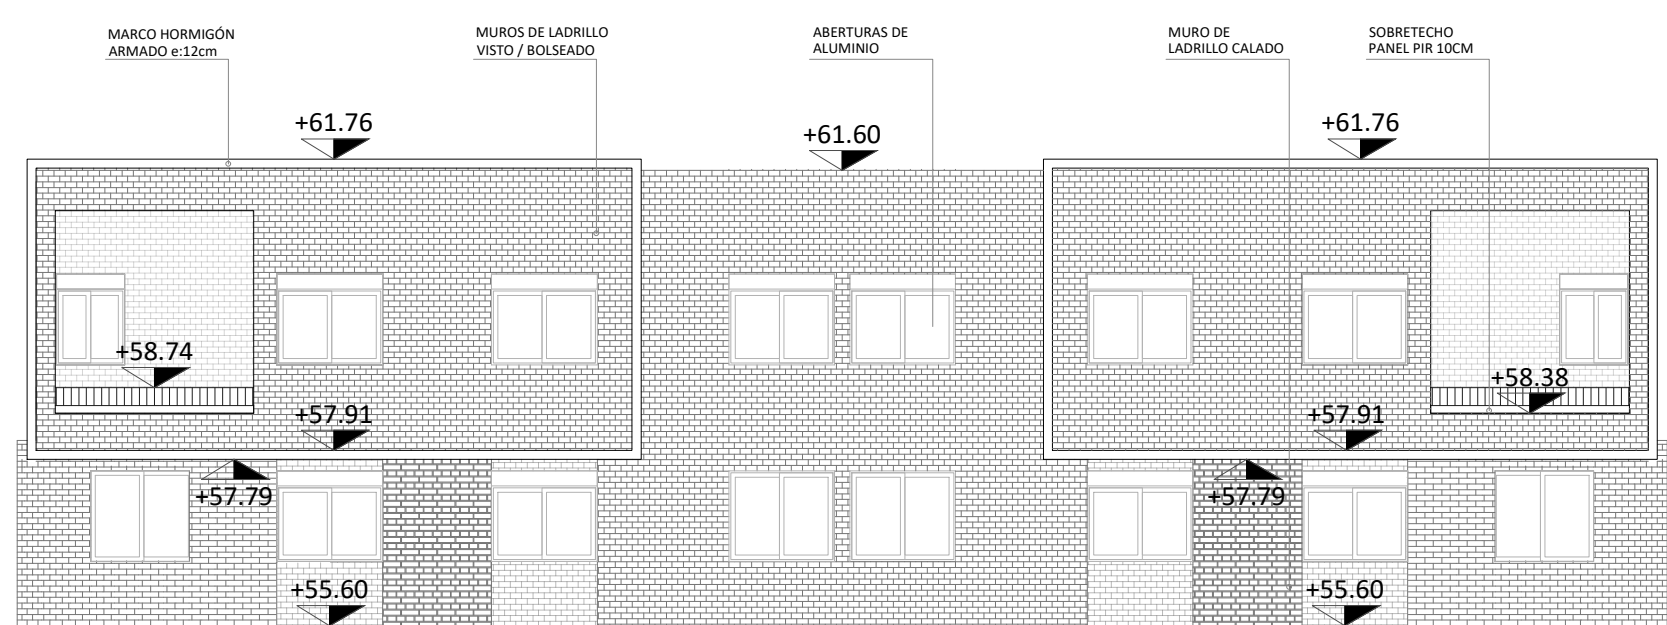 MARCO HORMIGÓN
ARMADO e:12cm
MUROS DE LADRILLO
VISTO / BOLSEADO
ABERTURAS DE
ALUMINIO
MURO DE
LADRILLO CALADO
SOBRETECHO
PANEL PIR 10CM
+61.76
+61.60
+61.76
+58.74
+58.38
+57.91
+57.91
+57.79
+57.79
+55.60
+55.60